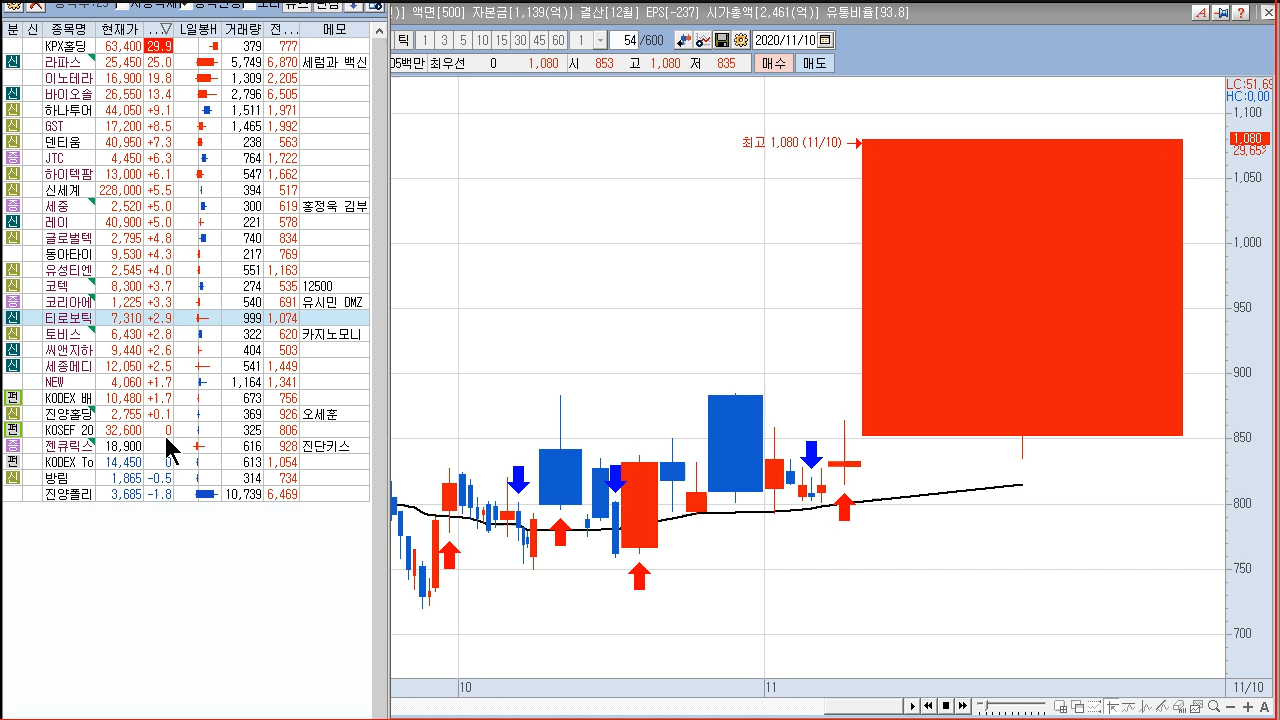 )] 액면[500] 자본금[1,139(억)] 결산[12월] EPS[-237] 시가총액[2,461(억)] 유통비율[93.8]
틱 1 3 5 10 15 30 45 60 1 54 /600 2020/11/10
05백만 최우선 0 1,080 시 853 고 1,080 저 835 매수 매도
분 신 종목명 현재가 ...▽ L일봉H 거래량 전... 메모
KPX홀딩 63,400 29.9 379 777
신 라파스 25,450 25.0 5,749 6,870 세럼과 백신
이노테라 16,900 19.8 1,309 2,205
신 바이오솔 26,550 13.4 2,796 6,505
신 하나투어 44,050 +9.1 1,511 1,971
신 GST 17,200 +8.5 1,465 1,992
신 덴티움 40,950 +7.3 238 563
증 JTC 4,450 +6.3 764 1,722
신 하이텍팜 13,000 +6.1 547 1,662
신 신세계 228,000 +5.5 394 517
증 세중 2,520 +5.0 300 619 홍정욱 김부
신 레이 40,900 +5.0 221 578
신 글로벌텍 2,795 +4.8 740 834
동아타이 9,530 +4.3 217 769
신 유성티엔 2,545 +4.0 551 1,163
신 코텍 8,300 +3.7 274 535 12500
증 코리아에 1,225 +3.3 540 691 유시민 DMZ
신 티로보틱 7,310 +2.9 999 1,074
신 토비스 6,430 +2.8 322 620 카지노모니
신 씨앤지하 9,440 +2.6 404 503
신 세종메디 12,050 +2.5 541 1,449
NEW 4,060 +1.7 1,164 1,341
펀 KODEX 배 10,480 +1.7 673 756
신 진양홀딩 2,755 +0.1 369 926 오세훈
펀 KOSEF 20 32,600 0 325 806
증 젠큐릭스 18,900 616 928 진단키스
펀 KODEX To 14,450 0 613 1,054
신 방림 1,865 -0.5 314 734
진양폴리 3,685 -1.8 10,739 6,469
LC:51,69
HC:0,00
1,100
1,080
29,65%
1,050
1,000
950
900
850
800
750
700
최고 1,080 (11/10)
10 11 11/10
A